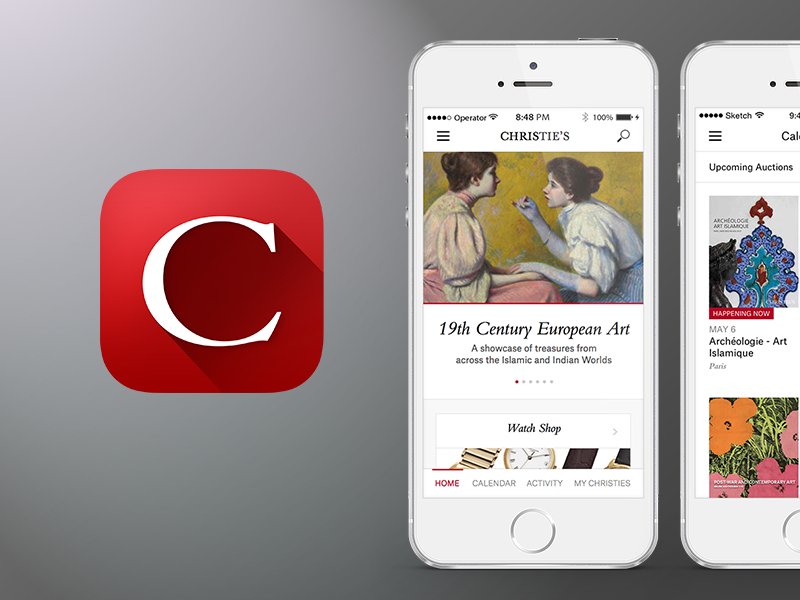 C
Operator
8:48 PM
100%
CHRISTIE'S
19th Century European Art
A showcase of treasures from
across the Islamic and Indian Worlds
Watch Shop
HOME
CALENDAR
ACTIVITY
MY CHRISTIES
Sketch
9:4
Cale
Upcoming Auctions
ARCHÉOLOGIE
ART ISLAMIQUE
HAPPENING NOW
MAY 6
Archéologie - Art
Islamique
Paris
POST-WAR AND CONTEMPORARY ART